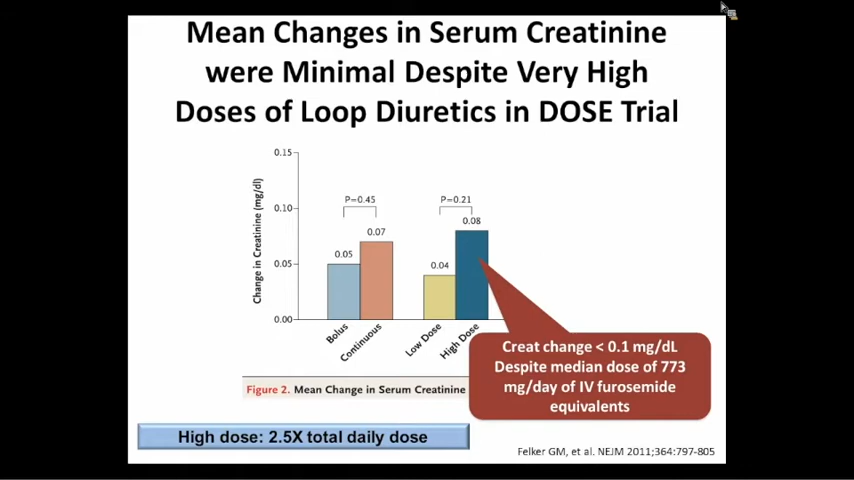 Mean Changes in Serum Creatinine
were Minimal Despite Very High
Doses of Loop Diuretics in DOSE Trial
Change in Creatinine (mg/dl)
0.15
0.10
0.05
0.00
P=0.45
0.05
0.07
P=0.21
0.04
0.08
Bolus
Continuous
Low Dose
High Dose
Creat change < 0.1 mg/dL
Despite median dose of 773
mg/day of IV furosemide
equivalents
Figure 2. Mean Change in Serum Creatinine
High dose: 2.5X total daily dose
Felker GM, et al. NEJM 2011;364:797-805